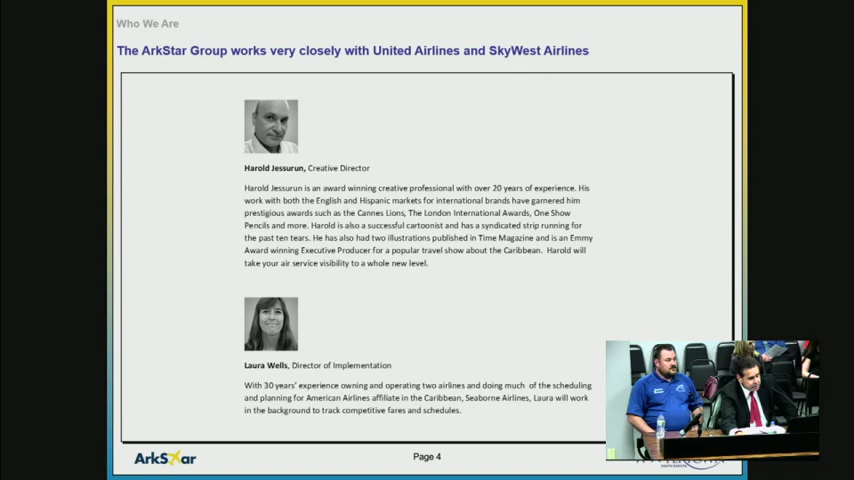 Who We Are
The ArkStar Group works very closely with United Airlines and SkyWest Airlines
Harold Jessurun, Creative Director
Harold Jessurun is an award winning creative professional with over 20 years of experience. His
work with both the English and Hispanic markets for international brands have garnered him
prestigious awards such as the Cannes Lions, The London International Awards, One Show
Pencils and more. Harold is also a successful cartoonist and has a syndicated strip running for
the past ten tears. He has also had two illustrations published in Time Magazine and is an Emmy
Award winning Executive Producer for a popular travel show about the Caribbean.  Harold will
take your air service visibility to a whole new level.
Laura Wells, Director of Implementation
With 30 years' experience owning and operating two airlines and doing much  of the scheduling
and planning for American Airlines affiliate in the Caribbean, Seaborne Airlines, Laura will work
in the background to track competitive fares and schedules.
ArkStar
Page 4